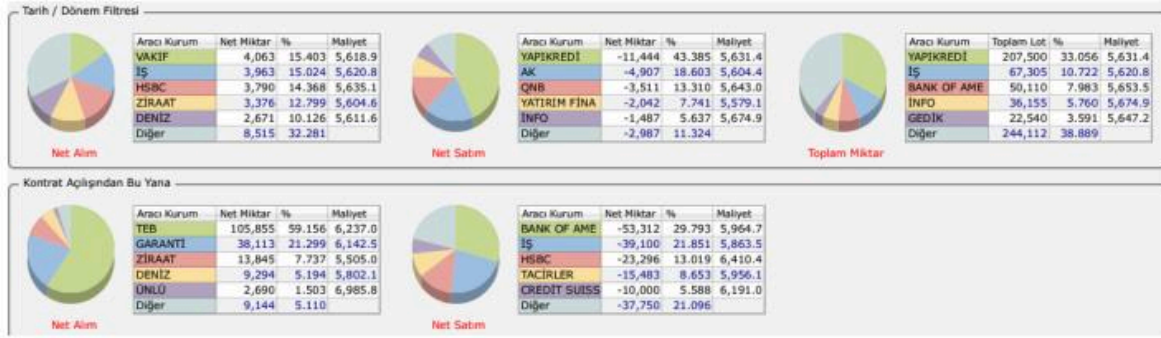 Tarih / Dönem Filtresi
Aracı Kurum Net Miktar % Maliyet
VAKIF 4,063 15.403 5,618.9
İŞ 3,963 15.024 5,620.8
HSBC 3,790 14.368 5,635.1
ZİRAAT 3,376 12.799 5,604.6
DENİZ 2,671 10.126 5,611.6
Diğer 8,515 32.281
Net Alım
Aracı Kurum Net Miktar % Maliyet
YAPIKREDİ -11,444 43.385 5,631.4
AK -4,907 18.603 5,604.4
QNB -3,511 13.310 5,643.0
YATIRIM FİNA -2,042 7.741 5,579.1
İNFO -1,487 5.637 5,674.9
Diğer -2,987 11.324
Net Satım
Aracı Kurum Toplam Lot % Maliyet
YAPIKREDİ 207,500 33.056 5,631.4
İŞ 67,305 10.722 5,620.8
BANK OF AME 50,110 7.983 5,653.5
İNFO 36,155 5.760 5,674.9
GEDİK 22,540 3.591 5,647.2
Diğer 244,112 38.889
Toplam Miktar
Kontrat Açılışından Bu Yana
Aracı Kurum Net Miktar % Maliyet
TEB 105,855 59.156 6,237.0
GARANTİ 38,113 21.299 6,142.5
ZİRAAT 13,845 7.737 5,505.0
DENİZ 9,294 5.194 5,802.1
ÜNLÜ 2,690 1.503 6,985.8
Diğer 9,144 5.110
Net Alım
Aracı Kurum Net Miktar % Maliyet
BANK OF AME -53,312 29.793 5,964.7
İŞ -39,100 21.851 5,863.5
HSBC -23,296 13.019 6,410.4
TACİRLER -15,483 8.653 5,956.1
CREDİT SUISS -10,000 5.588 6,191.0
Diğer -37,750 21.096
Net Satım